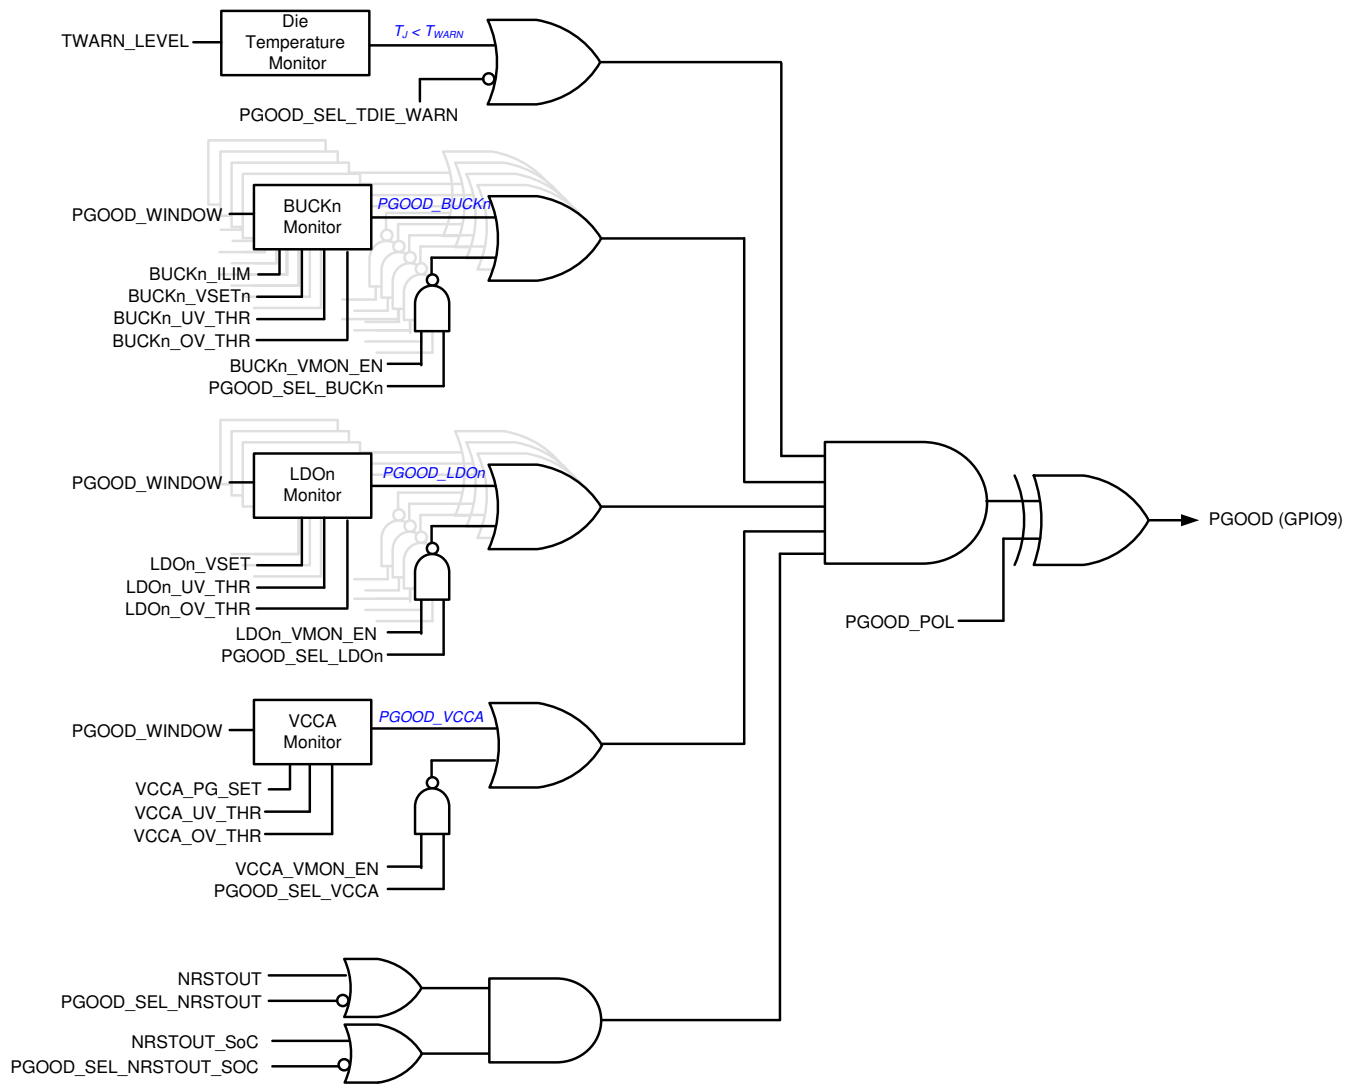 TWARN_LEVEL
Die
Temperature
Monitor
TJ < TWARN
PGOOD_SEL_TDIE_WARN
PGOOD_WINDOW
BUCKn
Monitor
PGOOD_BUCKn
BUCKn_ILIM
BUCKn_VSETn
BUCKn_UV_THR
BUCKn_OV_THR
BUCKn_VMON_EN
PGOOD_SEL_BUCKn
PGOOD_WINDOW
LDOn
Monitor
PGOOD_LDOn
LDOn_VSET
LDOn_UV_THR
LDOn_OV_THR
LDOn_VMON_EN
PGOOD_SEL_LDOn
PGOOD (GPIO9)
PGOOD_POL
PGOOD_WINDOW
VCCA
Monitor
PGOOD_VCCA
VCCA_PG_SET
VCCA_UV_THR
VCCA_OV_THR
VCCA_VMON_EN
PGOOD_SEL_VCCA
NRSTOUT
PGOOD_SEL_NRSTOUT
NRSTOUT_SoC
PGOOD_SEL_NRSTOUT_SOC